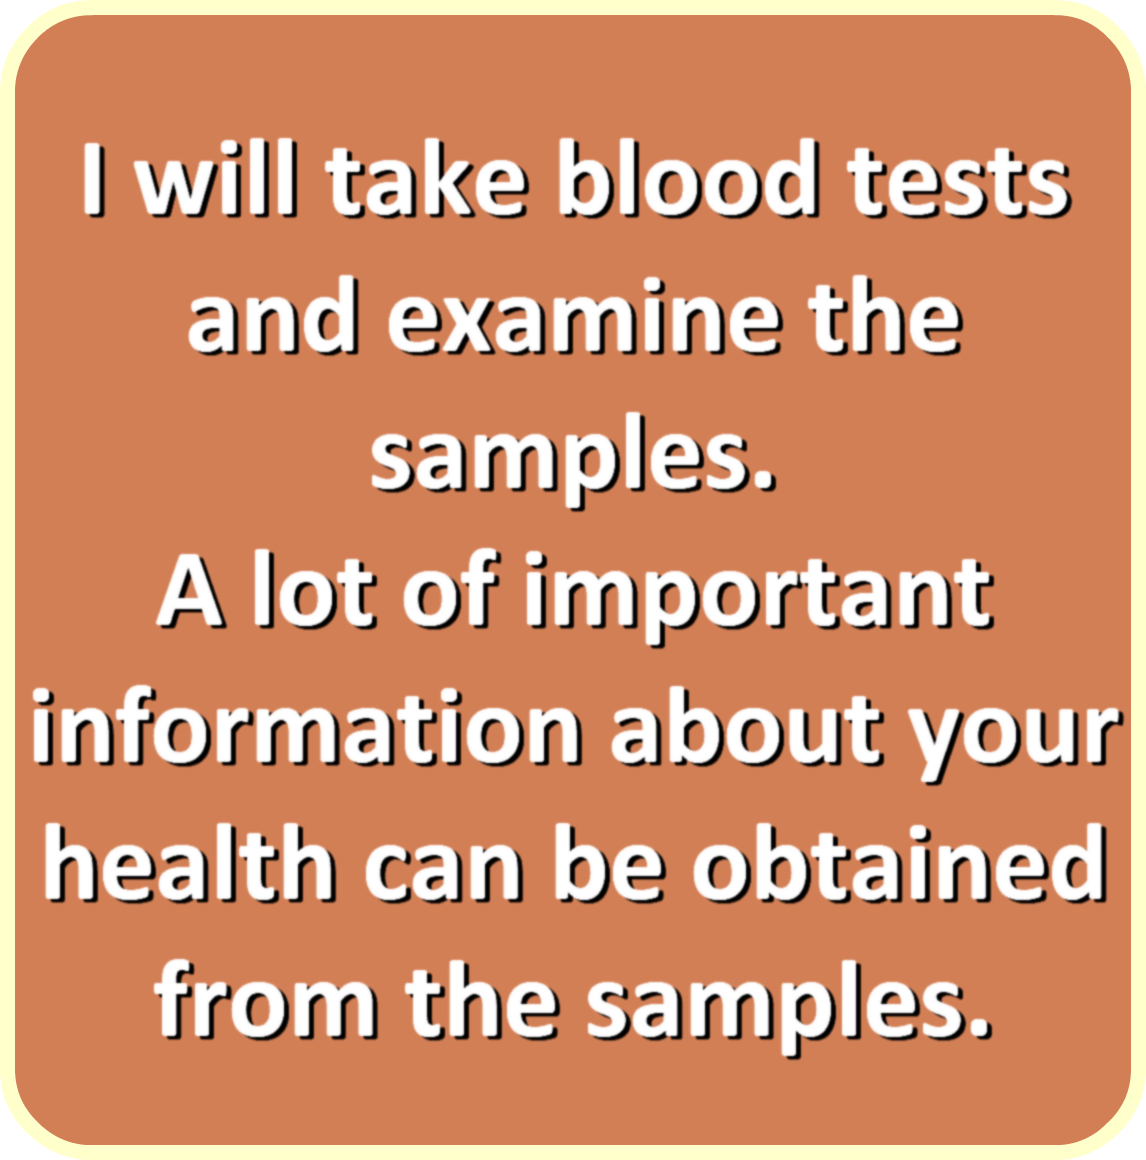 I will take blood tests
and examine the
samples.
A lot of important
information about your
health can be obtained
from the samples.